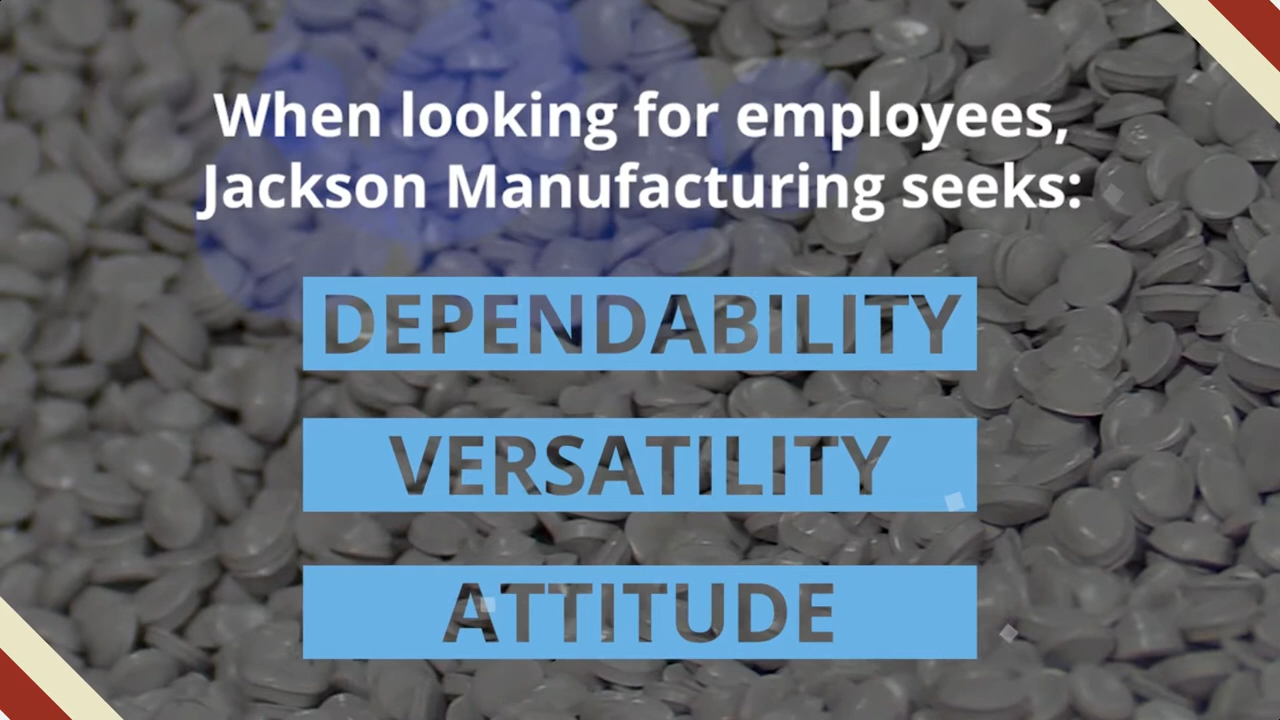 When looking for employees,
Jackson Manufacturing seeks:
DEPENDABILITY
VERSATILITY
ATTITUDE